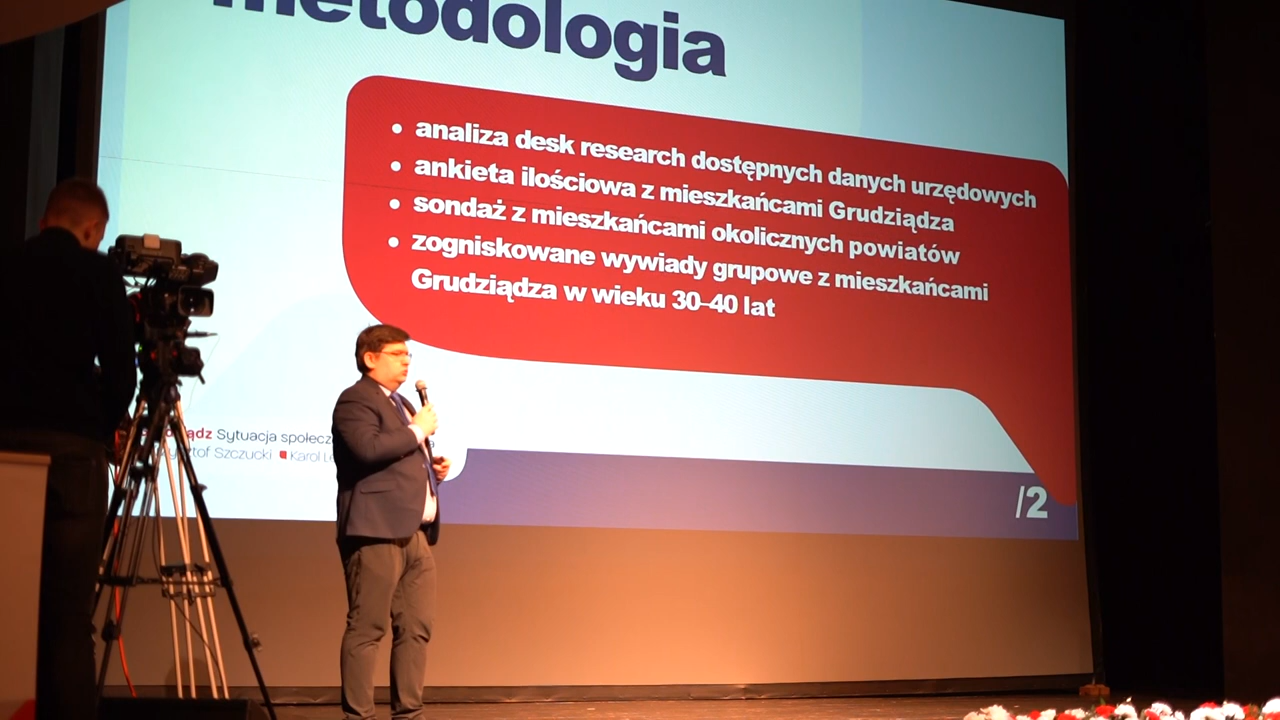 metodologia
• analiza desk research dostępnych danych urzędowych
• ankieta ilościowa z mieszkańcami Grudziądza
• sondaż z mieszkańcami okolicznych powiatów
• zogniskowane wywiady grupowe z mieszkańcami
Grudziądza w wieku 30–40 lat
Sytuacja
Szczucki Karol
/2